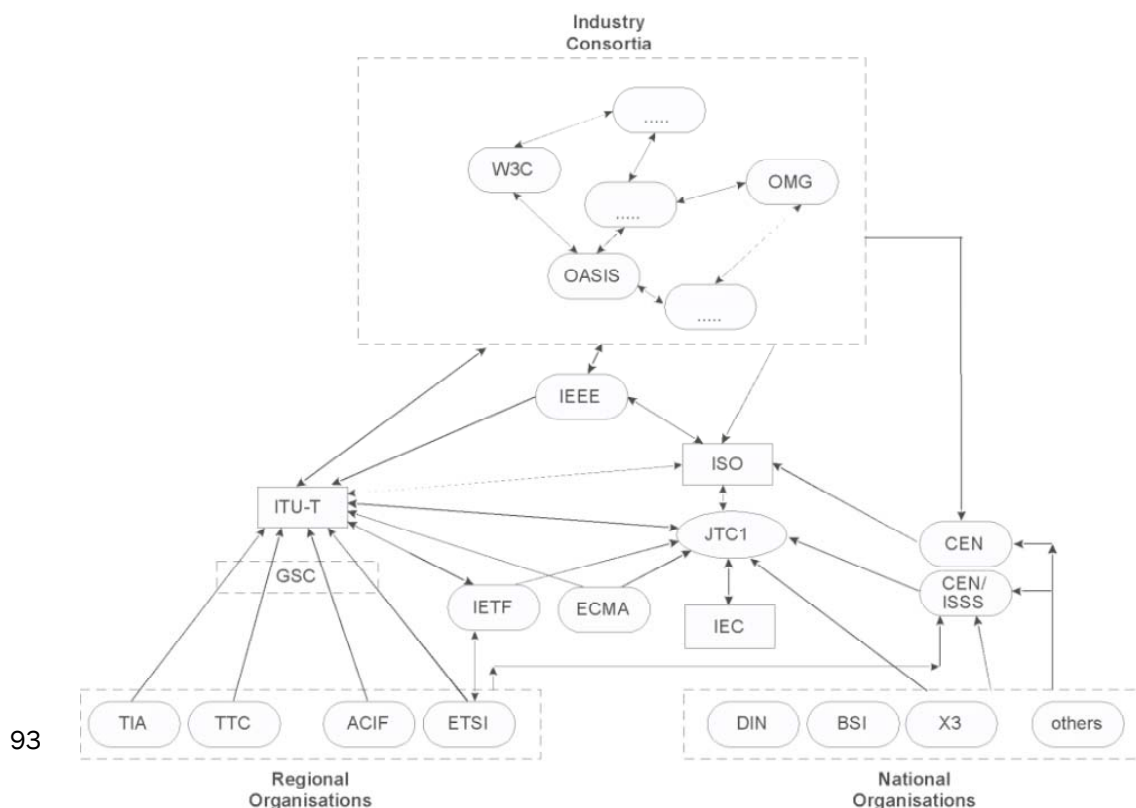 Industry
Consortia
.....
W3C
OMG
.....
OASIS
.....
IEEE
ISO
ITU-T
JTC1
CEN
GSC
CEN/
ISSS
IETF
ECMA
IEC
TIA
TTC
ACIF
ETSI
DIN
BSI
X3
others
93
Regional
Organisations
National
Organisations